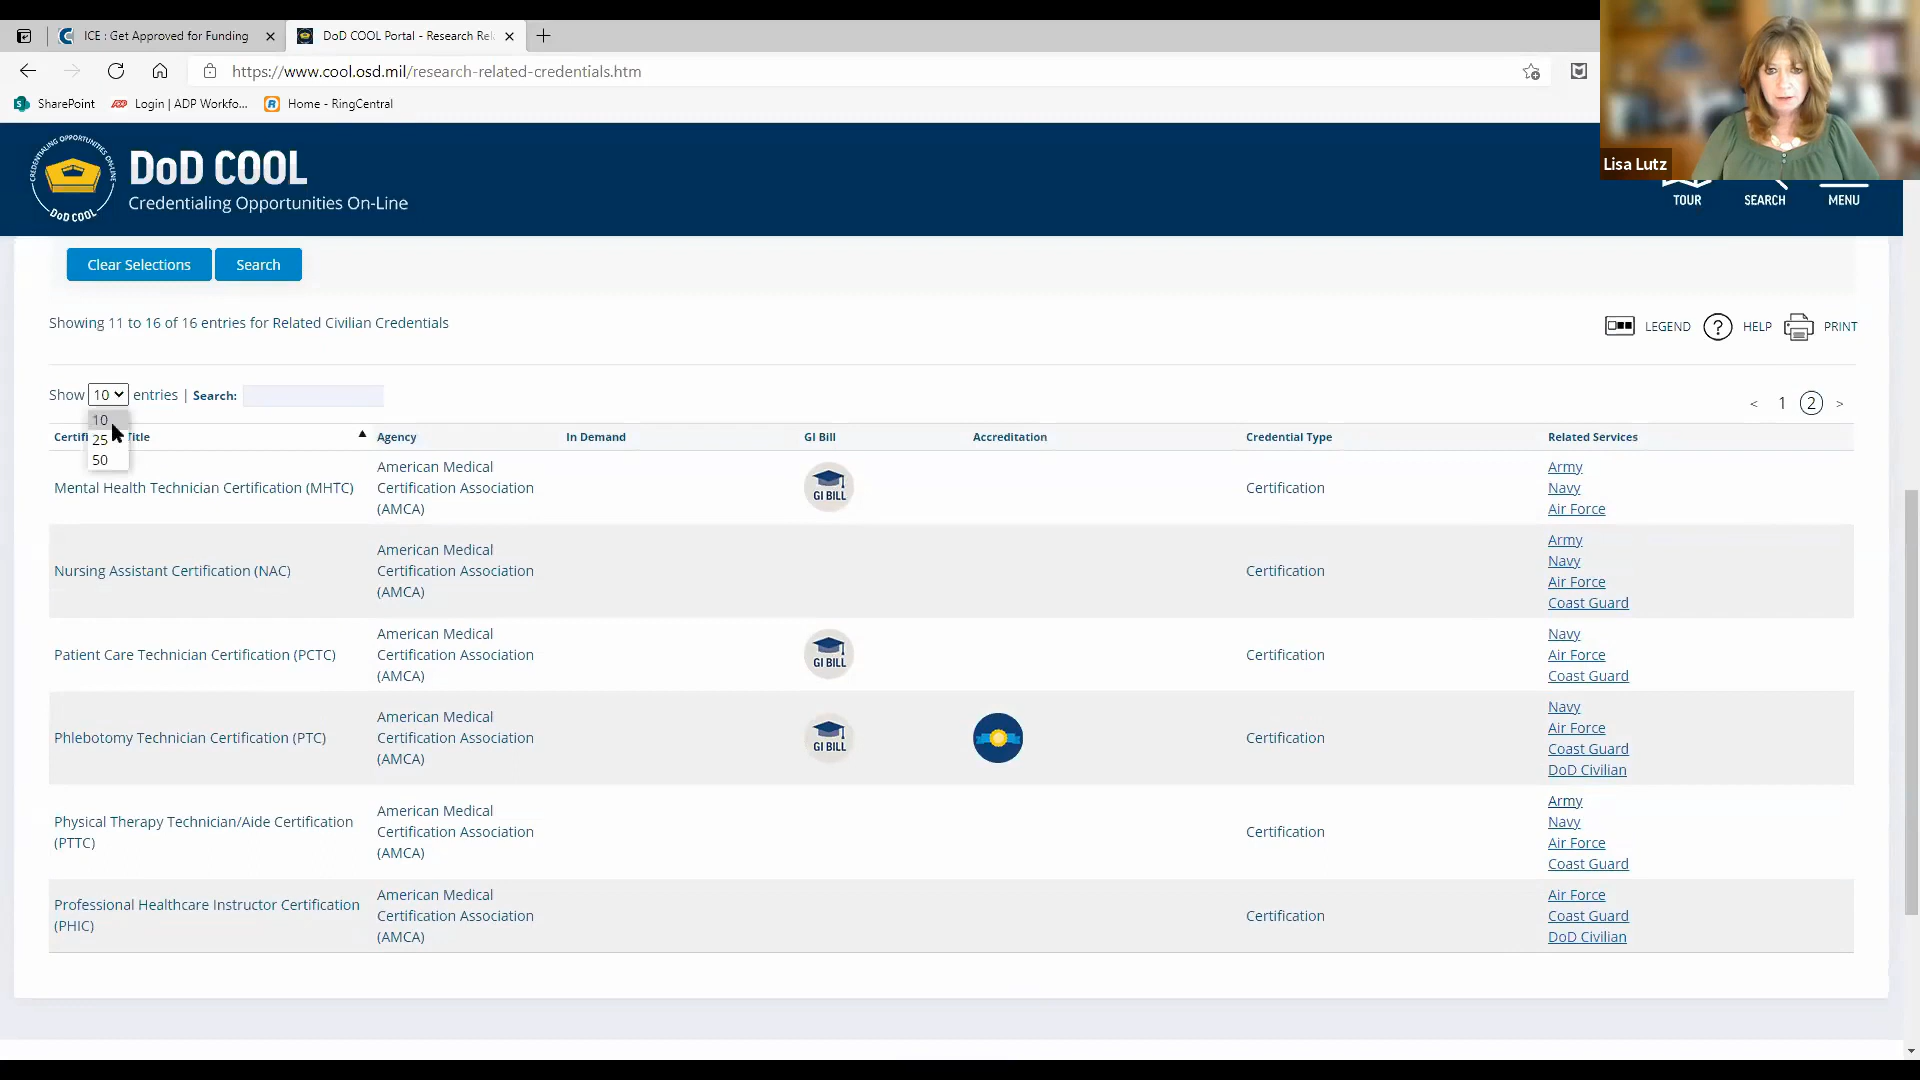 ICE : Get Approved for Funding
DoD COOL Portal - Research Rel
https://www.cool.osd.mil/research-related-credentials.htm
SharePoint
Login | ADP Workfo...
Home - RingCentral
Lisa Lutz
CREDENTIALING OPPORTUNITIES ON-LINE
DoD COOL
DoD COOL
Credentialing Opportunities On-Line
TOUR
SEARCH
MENU
Clear Selections
Search
Showing 11 to 16 of 16 entries for Related Civilian Credentials
LEGEND
HELP
PRINT
Show 10 entries | Search:
< 1 2 >
10
25
50
Certifi itle
Agency
In Demand
GI Bill
Accreditation
Credential Type
Related Services
Mental Health Technician Certification (MHTC)
American Medical
Certification Association
(AMCA)
GI BILL
Certification
Army
Navy
Air Force
Nursing Assistant Certification (NAC)
American Medical
Certification Association
(AMCA)
Certification
Army
Navy
Air Force
Coast Guard
Patient Care Technician Certification (PCTC)
American Medical
Certification Association
(AMCA)
GI BILL
Certification
Navy
Air Force
Coast Guard
Phlebotomy Technician Certification (PTC)
American Medical
Certification Association
(AMCA)
GI BILL
Certification
Navy
Air Force
Coast Guard
DoD Civilian
Physical Therapy Technician/Aide Certification
(PTTC)
American Medical
Certification Association
(AMCA)
Certification
Army
Navy
Air Force
Coast Guard
Professional Healthcare Instructor Certification
(PHIC)
American Medical
Certification Association
(AMCA)
Certification
Air Force
Coast Guard
DoD Civilian